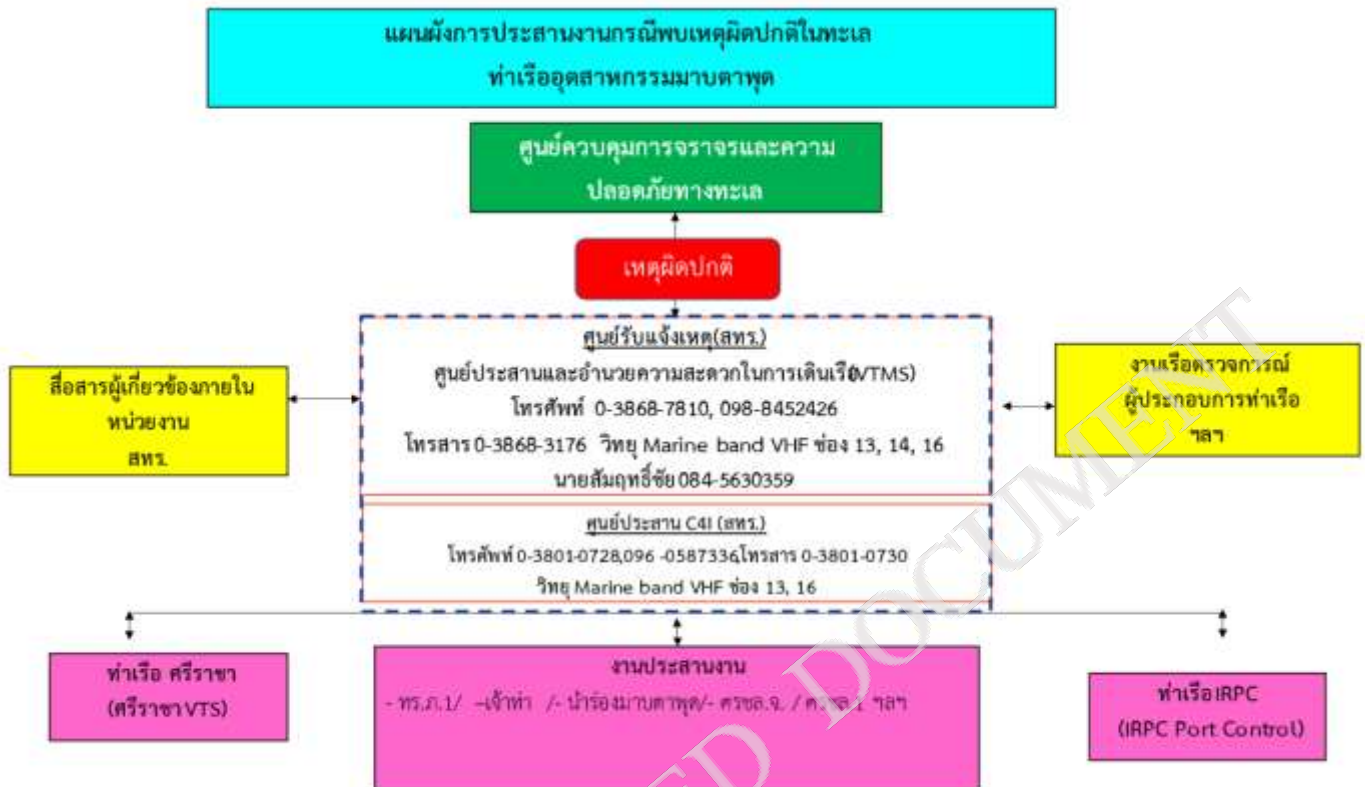 แผนผังการประสานงานกรณีพบเหตุผิดปกติในทะเล
ท่าเรืออุตสาหกรรมมาบตาพุด
ศูนย์ควบคุมการจราจรและความ
ปลอดภัยทางทะเล
เหตุผิดปกติ
ศูนย์รับแจ้งเหตุ(สทร.)
ศูนย์ประสานและอำนวยความสะดวกในการเดินเรือ(VTMS)
โทรศัพท์ 0-3868-7810, 098-8452426
โทรสาร 0-3868-3176 วิทยุ Marine band VHF ช่อง 13, 14, 16
นายสัมฤทธิ์ชัย 084-5630359
สื่อสารผู้เกี่ยวข้องภายใน
หน่วยงาน
สทร.
งานเรือตรวจการณ์
ผู้ประกอบการท่าเรือ
ฯลฯ
ศูนย์ประสาน C4I (สทร.)
โทรศัพท์ 0-3801-0728,096 -0587336,โทรสาร 0-3801-0730
วิทยุ Marine band VHF ช่อง 13, 16
ท่าเรือ ศรีราชา
(ศรีราชา VTS)
งานประสานงาน
- ทร.ภ.1/ –เจ้าท่า /- นำร่องมาบตาพุด/- ศรชล.จ. / ศรชล.1 ฯลฯ
ท่าเรือ IRPC
(IRPC Port Control)
ED DOCUMENT